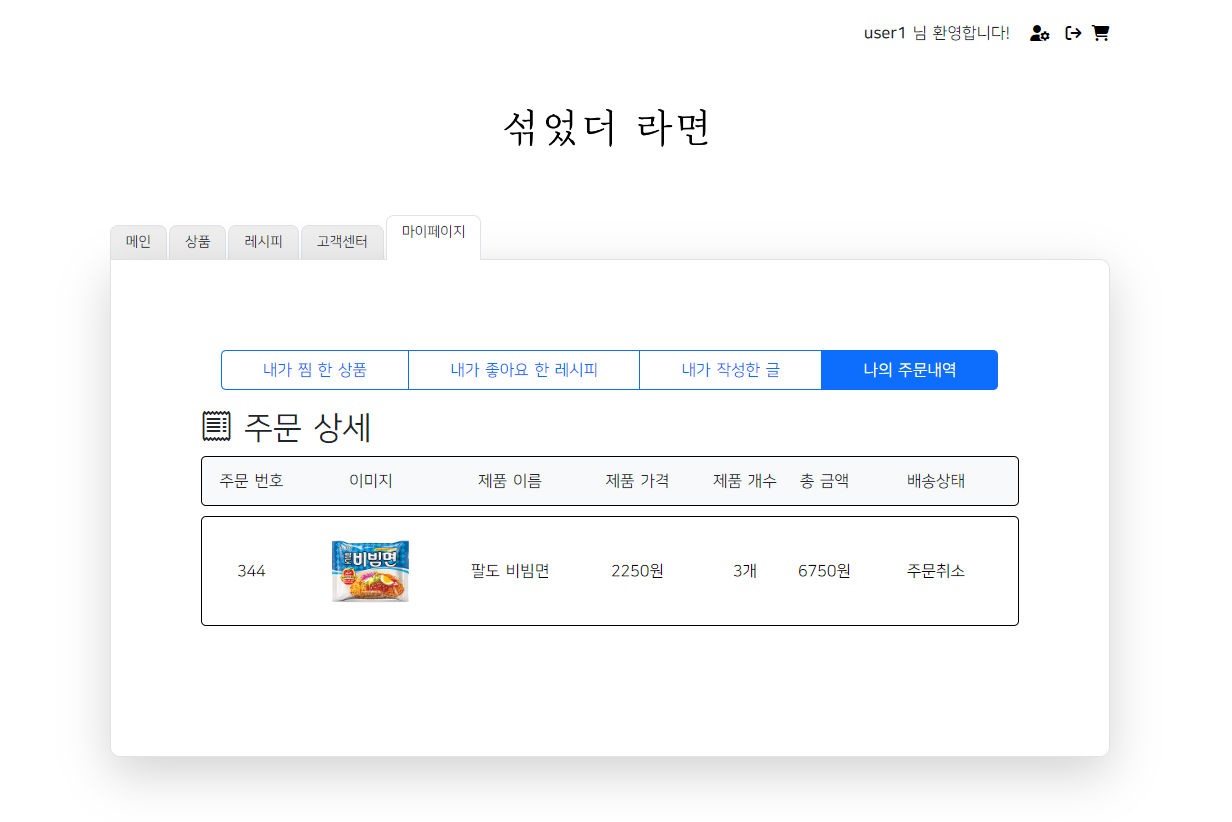 user1 님 환영합니다!
섞었더 라면
메인 상품 레시피 고객센터 마이페이지
내가 찜 한 상품 내가 좋아요 한 레시피 내가 작성한 글 나의 주문내역
주문 상세
주문 번호 이미지 제품 이름 제품 가격 제품 개수 총 금액 배송상태
팔도 비빔면
344 팔도 비빔면 2250원 3개 6750원 주문취소